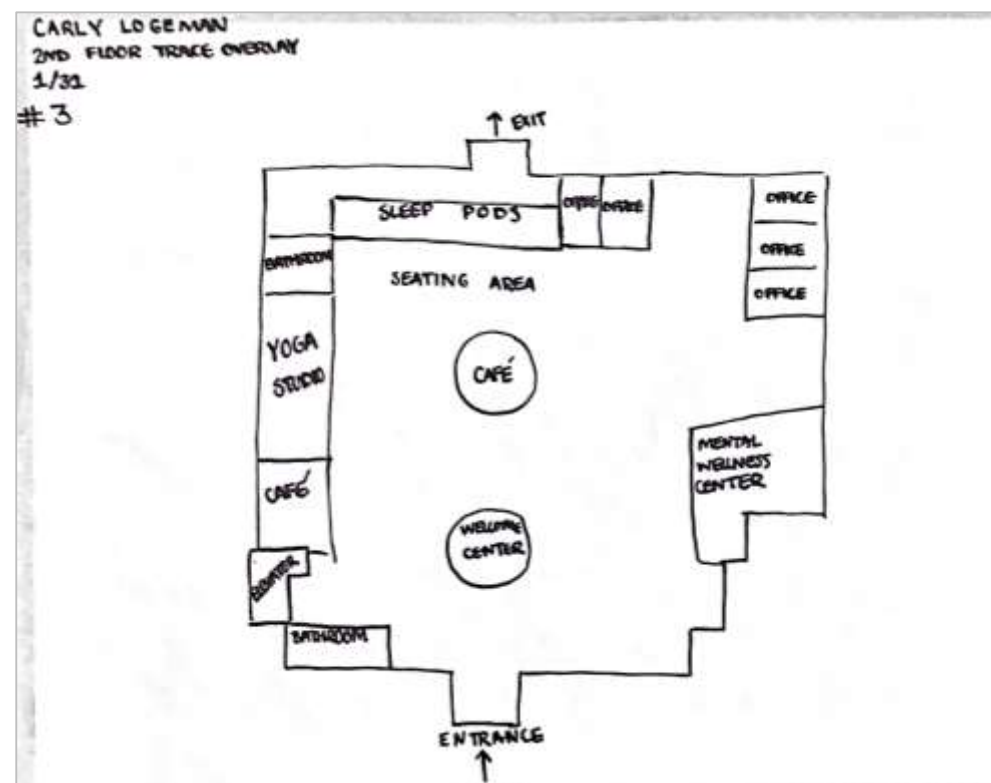 CARLY LOGEMAN
2ND FLOOR TRACE OVERLAY
1/31
#3
↑ EXIT
SLEEP PODS
OFFICE
OFFICE
OFFICE
OFFICE
OFFICE
BATHROOM
SEATING AREA
YOGA
STUDIO
CAFÉ
MENTAL
WELLNESS
CENTER
CAFÉ
WELCOME
CENTER
ELEVATOR
BATHROOM
ENTRANCE
↑